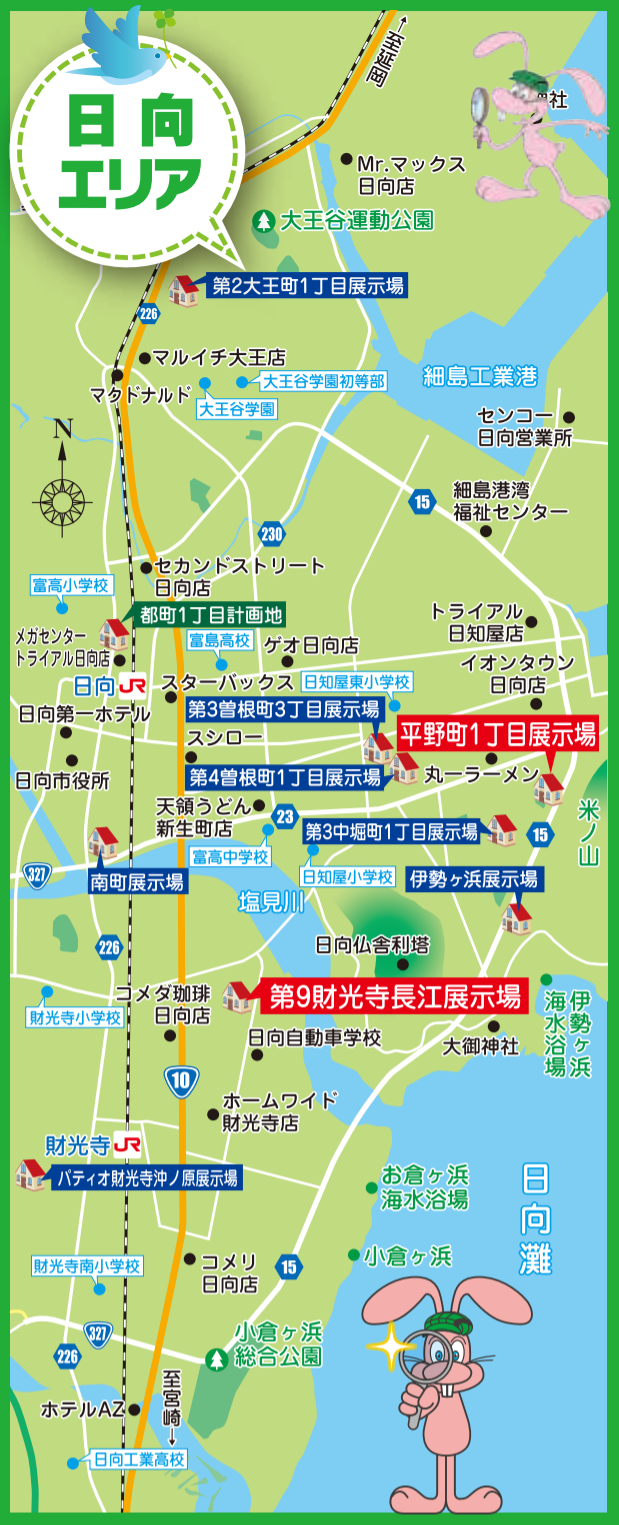 日向
エリア
→至延岡
社
Mr.マックス
日向店
大王谷運動公園
第2大王町1丁目展示場
226
マルイチ大王店
マクドナルド
大王谷学園初等部
大王谷学園
細島工業港
センコー
日向営業所
N
15
細島港湾
福祉センター
230
セカンドストリート
日向店
富高小学校
都町1丁目計画地
トライアル
日知屋店
メガセンター
トライアル日向店
富島高校
ゲオ日向店
イオンタウン
日向店
日向 JR
スターバックス
日知屋東小学校
第3曽根町3丁目展示場
日向第一ホテル
平野町1丁目展示場
スシロー
日向市役所
第4曽根町1丁目展示場
丸一ラーメン
天領うどん
新生町店
23
米ノ山
第3中堀町1丁目展示場
15
富高中学校
327
日知屋小学校
南町展示場
伊勢ヶ浜展示場
塩見川
226
日向仏舎利塔
コメダ珈琲
日向店
第9財光寺長江展示場
伊勢ヶ浜
海水浴場
財光寺小学校
日向自動車学校
大御神社
10
ホームワイド
財光寺店
財光寺 JR
パティオ財光寺沖ノ原展示場
お倉ヶ浜
海水浴場
日向灘
財光寺南小学校
コメリ
日向店
15
小倉ヶ浜
327
226
小倉ヶ浜
総合公園
至宮崎→
ホテルAZ
日向工業高校